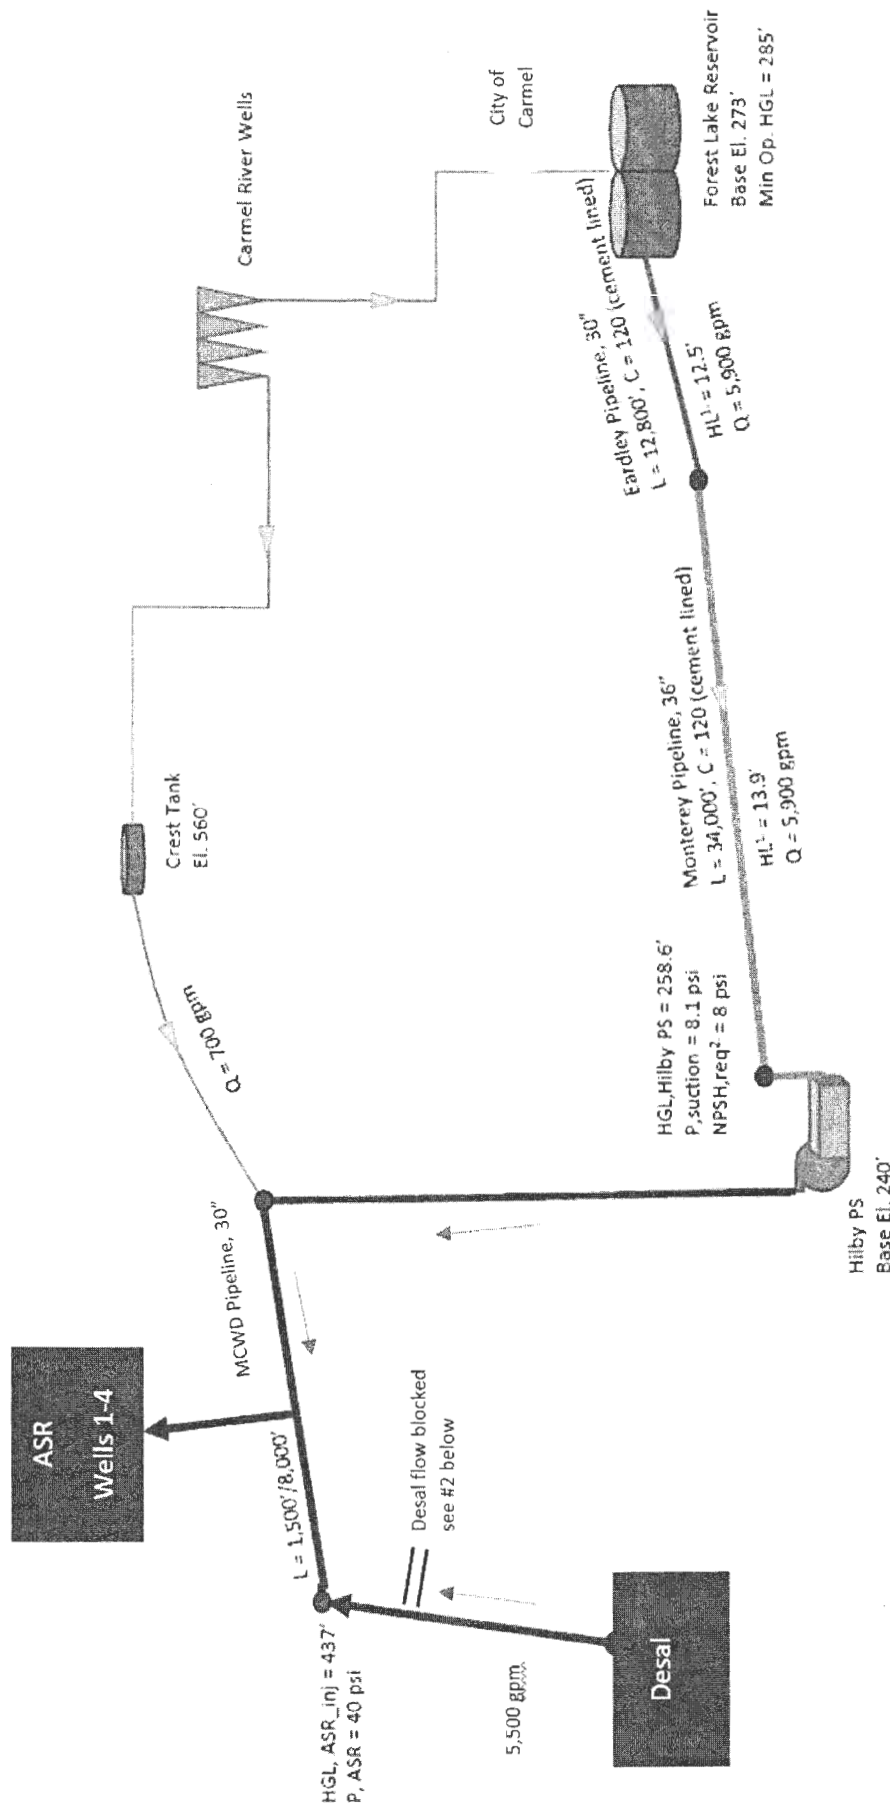 ASR
Wells 1-4
Desal
HGL, ASR_inj = 437'
P, ASR = 40 psi
5,500 gpm
L = 1,500'/8,000'
Desal flow blocked
see #2 below
MCWD Pipeline, 30"
Q = 700 gpm
Crest Tank
El. 560'
Carmel River Wells
City of
Carmel
Forest Lake Reservoir
Base El. 273'
Min Op. HGL = 285'
Eardley Pipeline, 30"
L = 12,800', C = 120 (cement lined)
HL¹ = 12.5'
Q = 5,900 gpm
Monterey Pipeline, 36"
L = 34,000', C = 120 (cement lined)
HL¹ = 13.9'
Q = 5,900 gpm
HGL,Hilby PS = 258.6'
P,suction = 8.1 psi
NPSH,req² = 8 psi
Hilby PS
Base El. 240'